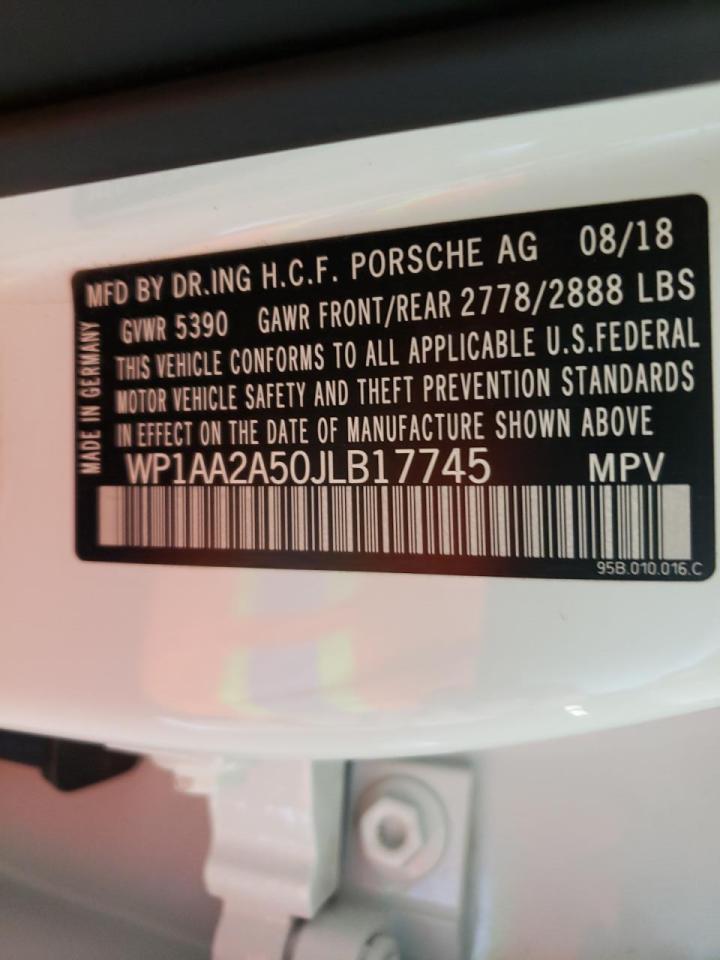 MFD BY DR.ING H.C.F. PORSCHE AG 08/18
GVWR 5390 GAWR FRONT/REAR 2778/2888 LBS
THIS VEHICLE CONFORMS TO ALL APPLICABLE U.S.FEDERAL
MOTOR VEHICLE SAFETY AND THEFT PREVENTION STANDARDS
IN EFFECT ON THE DATE OF MANUFACTURE SHOWN ABOVE
WP1AA2A50JLB17745 MPV
95B.010.016.C
MADE IN GERMANY